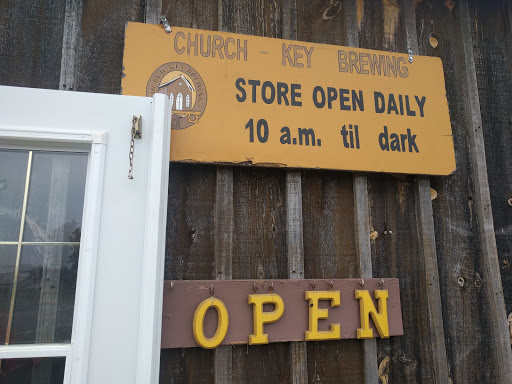 CHURCH - KEY BREWING
STORE OPEN DAILY
10 a.m. til dark
OPEN